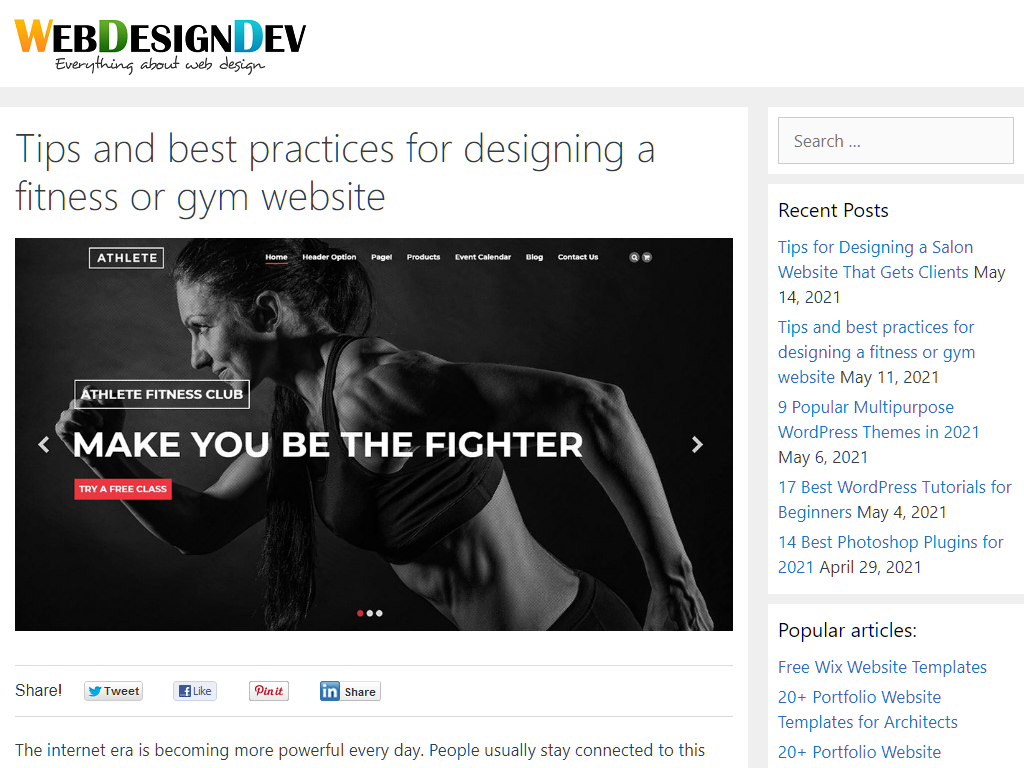 WEBDESIGNDEV
Everything about web design
Tips and best practices for designing a
fitness or gym website
ATHLETE
Home Header Option Pagel Products Event Calendar Blog Contact Us
ATHLETE FITNESS CLUB
MAKE YOU BE THE FIGHTER
TRY A FREE CLASS
Share! Tweet Like Pin it in Share
The internet era is becoming more powerful every day. People usually stay connected to this
Search ...
Recent Posts
Tips for Designing a Salon
Website That Gets Clients May
14, 2021
Tips and best practices for
designing a fitness or gym
website May 11, 2021
9 Popular Multipurpose
WordPress Themes in 2021
May 6, 2021
17 Best WordPress Tutorials for
Beginners May 4, 2021
14 Best Photoshop Plugins for
2021 April 29, 2021
Popular articles:
Free Wix Website Templates
20+ Portfolio Website
Templates for Architects
20+ Portfolio Website